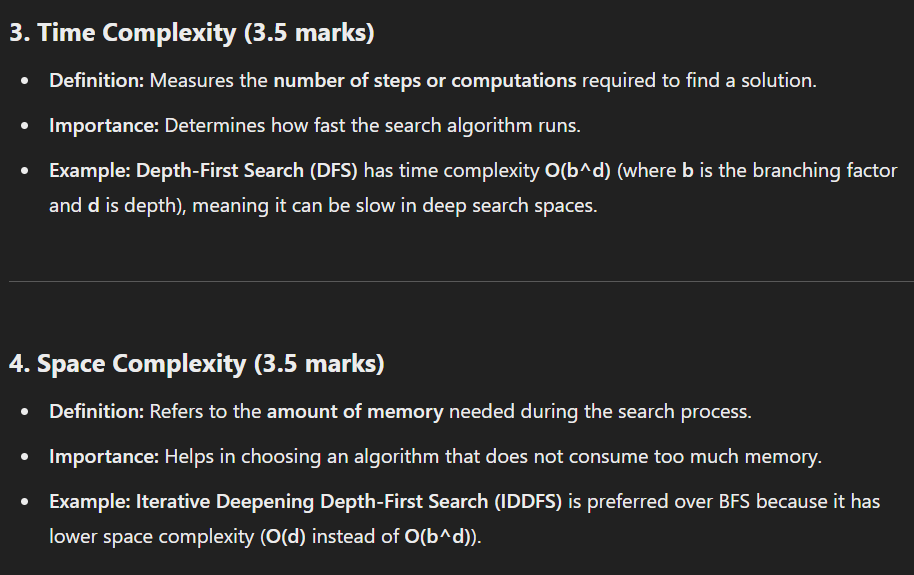 3. Time Complexity (3.5 marks)
• Definition: Measures the number of steps or computations required to find a solution.
• Importance: Determines how fast the search algorithm runs.
• Example: Depth-First Search (DFS) has time complexity O(b^d) (where b is the branching factor
and d is depth), meaning it can be slow in deep search spaces.
4. Space Complexity (3.5 marks)
• Definition: Refers to the amount of memory needed during the search process.
• Importance: Helps in choosing an algorithm that does not consume too much memory.
• Example: Iterative Deepening Depth-First Search (IDDFS) is preferred over BFS because it has
lower space complexity (O(d) instead of O(b^d)).